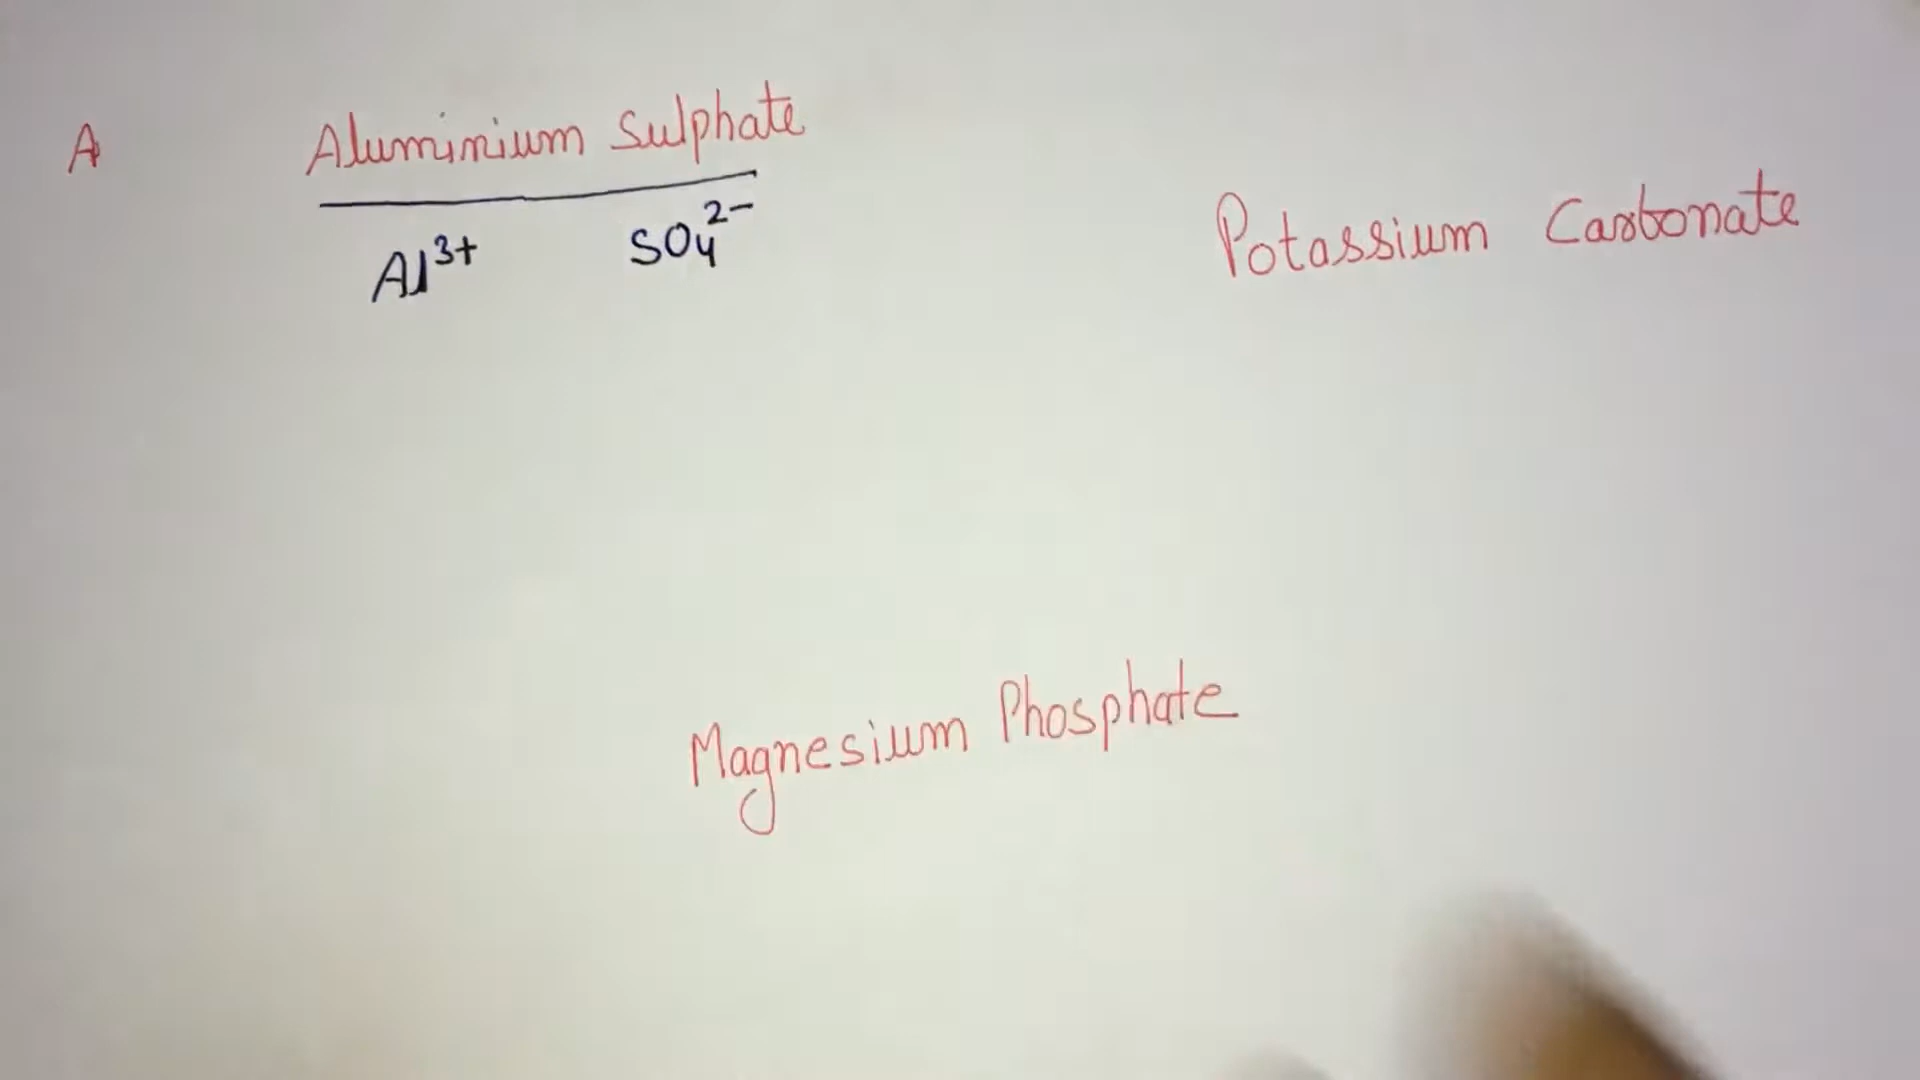 A Aluminium Sulphate
Al³⁺ SO₄²⁻
Potassium Carbonate
Magnesium Phosphate